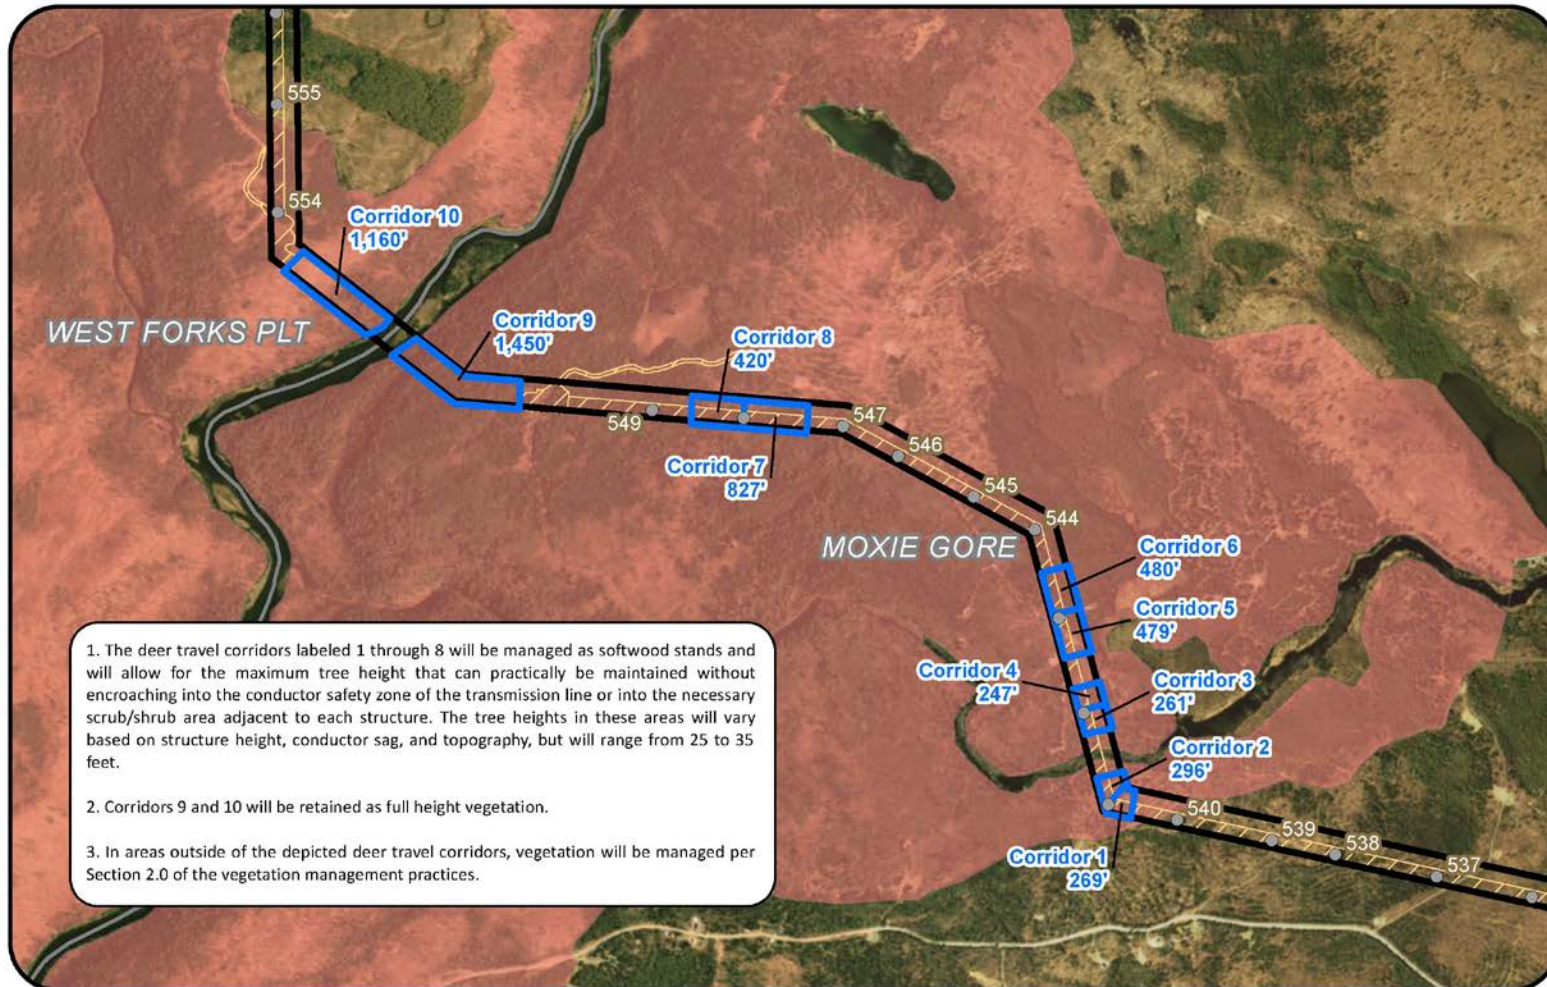 555
554
Corridor 10
1,160'
WEST FORKS PLT
Corridor 9
1,450'
Corridor 8
420'
549
547
546
Corridor 7
827'
545
544
MOXIE GORE
Corridor 6
480'
Corridor 5
479'
Corridor 4
247'
Corridor 3
261'
Corridor 2
296'
540
539
538
537
Corridor 1
269'
1. The deer travel corridors labeled 1 through 8 will be managed as softwood stands and
will allow for the maximum tree height that can practically be maintained without
encroaching into the conductor safety zone of the transmission line or into the necessary
scrub/shrub area adjacent to each structure. The tree heights in these areas will vary
based on structure height, conductor sag, and topography, but will range from 25 to 35
feet.
2. Corridors 9 and 10 will be retained as full height vegetation.
3. In areas outside of the depicted deer travel corridors, vegetation will be managed per
Section 2.0 of the vegetation management practices.